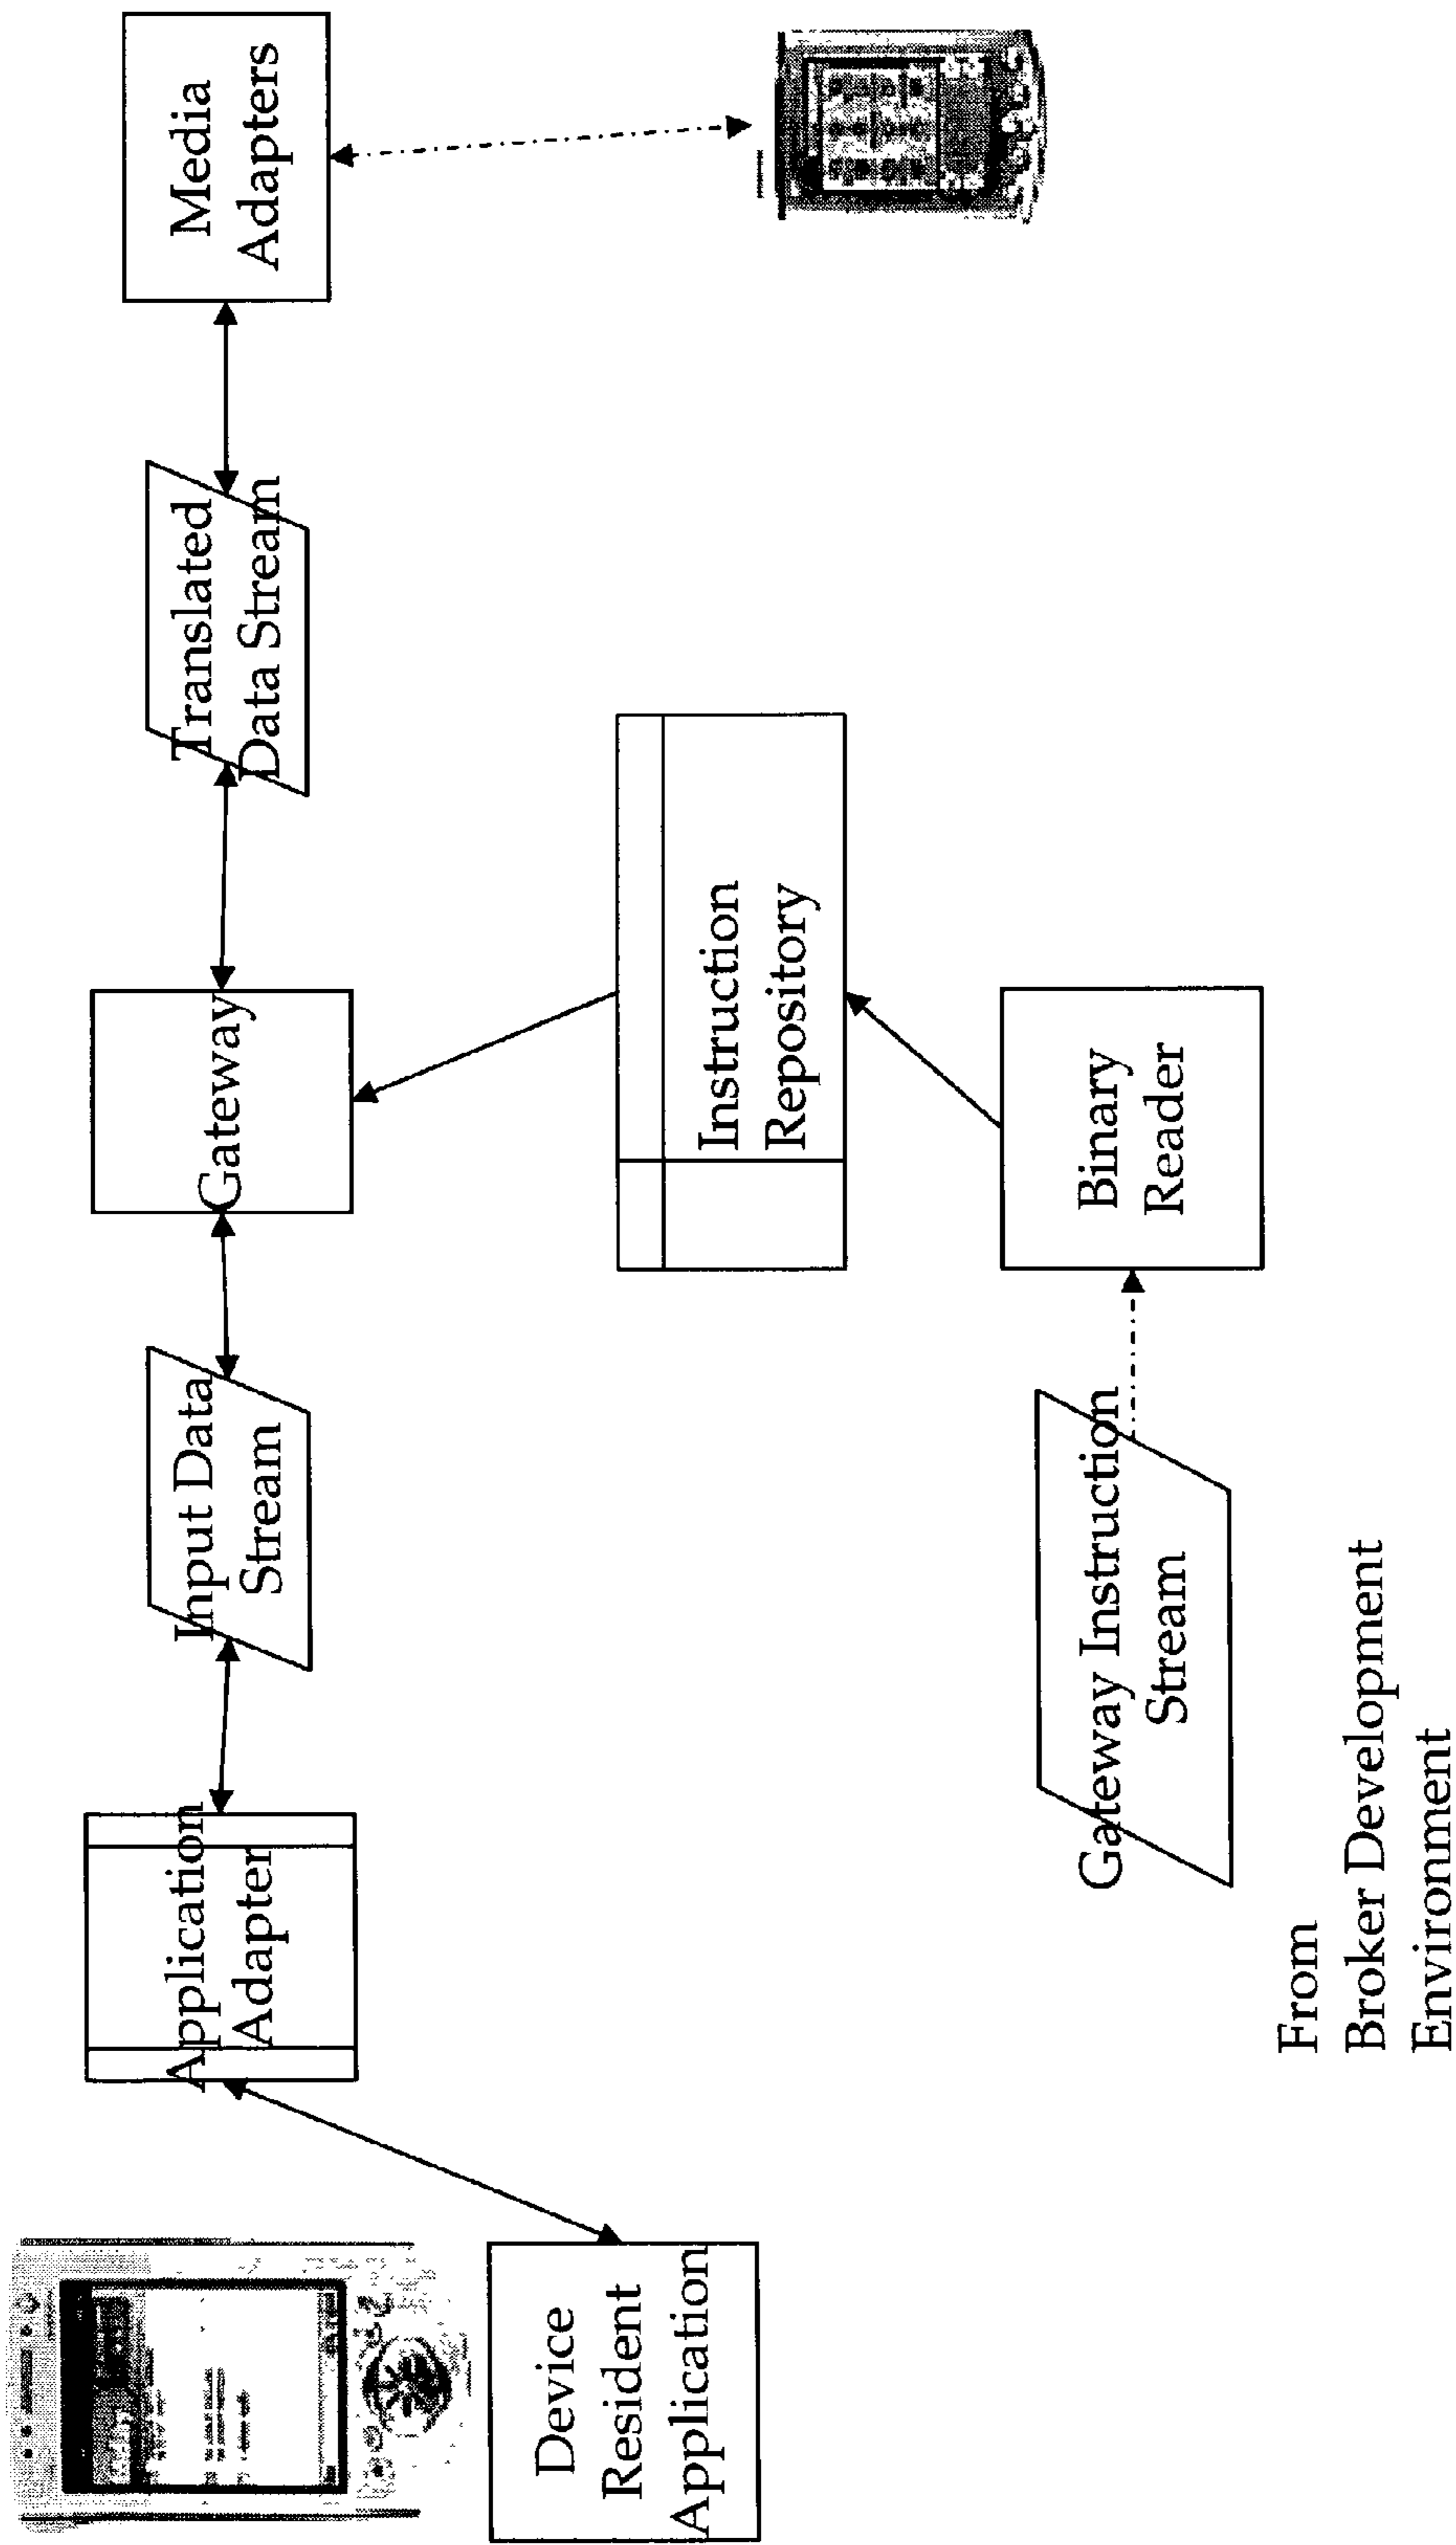 Device
Resident
Application
Application
Adapter
Input Data
Stream
Gateway
Translated
Data Stream
Media
Adapters
Instruction
Repository
Gateway Instruction
Stream
Binary
Reader
From
Broker Development
Environment